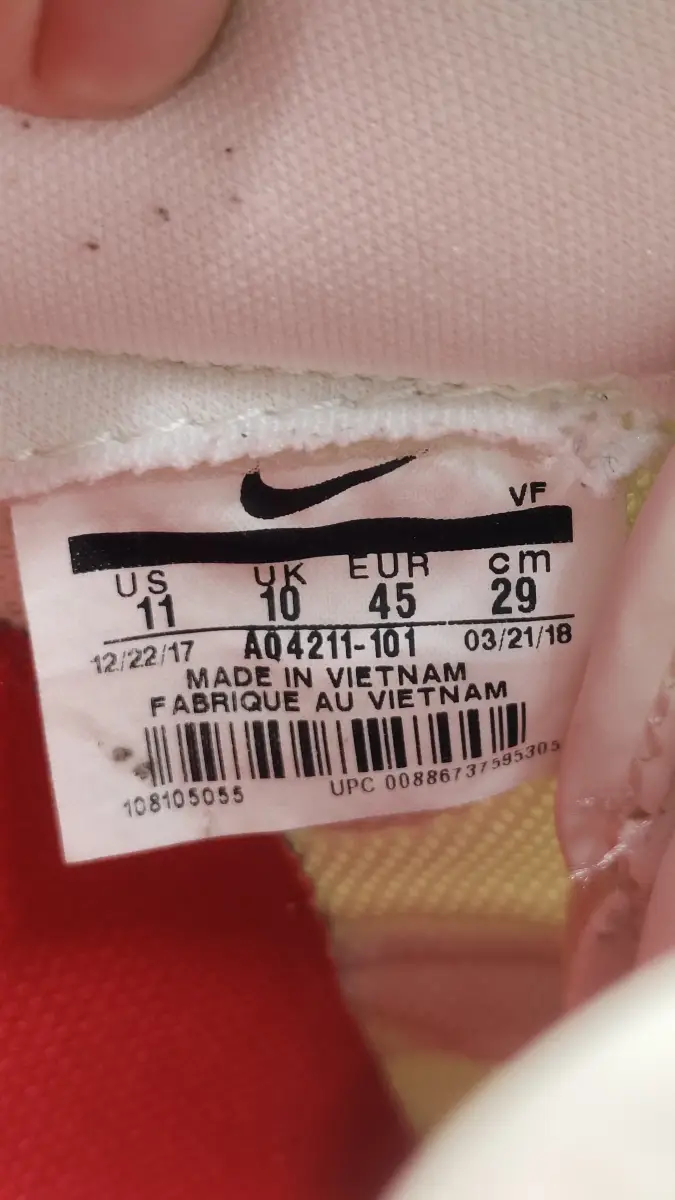 VF
US UK EUR cm
11 10 45 29
12/22/17 AQ4211-101 03/21/18
MADE IN VIETNAM
FABRIQUE AU VIETNAM
108105055 UPC 00886737595305